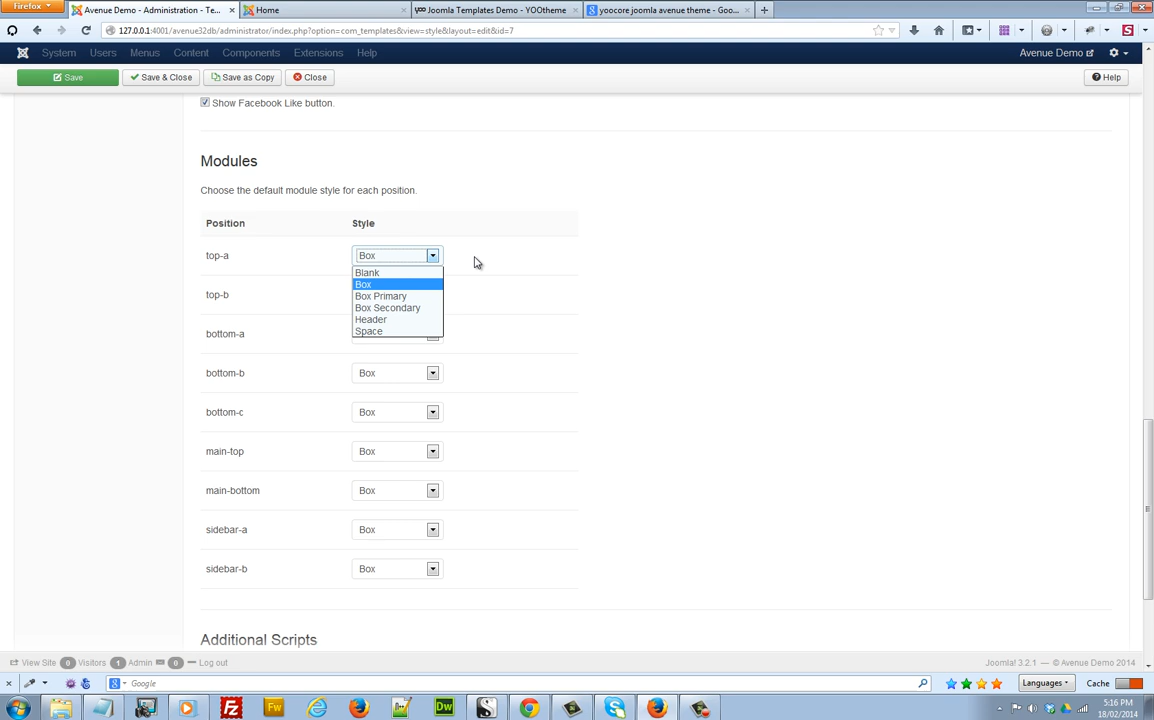 Firefox
Avenue Demo - Administration - Te...
Home
Joomla Templates Demo - YOOtheme
yoocore joomla avenue theme - Goo...
127.0.0.1:4001/avenue32db/administrator/index.php?option=com_templates&view=style&layout=edit&id=7
System Users Menus Content Components Extensions Help
Avenue Demo
Save
Save & Close
Save as Copy
Close
Help
Show Facebook Like button.
Modules
Choose the default module style for each position.
Position Style
top-a Box
Blank
Box
Box Primary
Box Secondary
Header
Space
top-b
bottom-a
bottom-b Box
bottom-c Box
main-top Box
main-bottom Box
sidebar-a Box
sidebar-b Box
Additional Scripts
View Site 0 Visitors 1 Admin 0 Log out
Joomla! 3.2.1 — © Avenue Demo 2014
Google
Languages
Cache
5:16 PM
18/02/2014